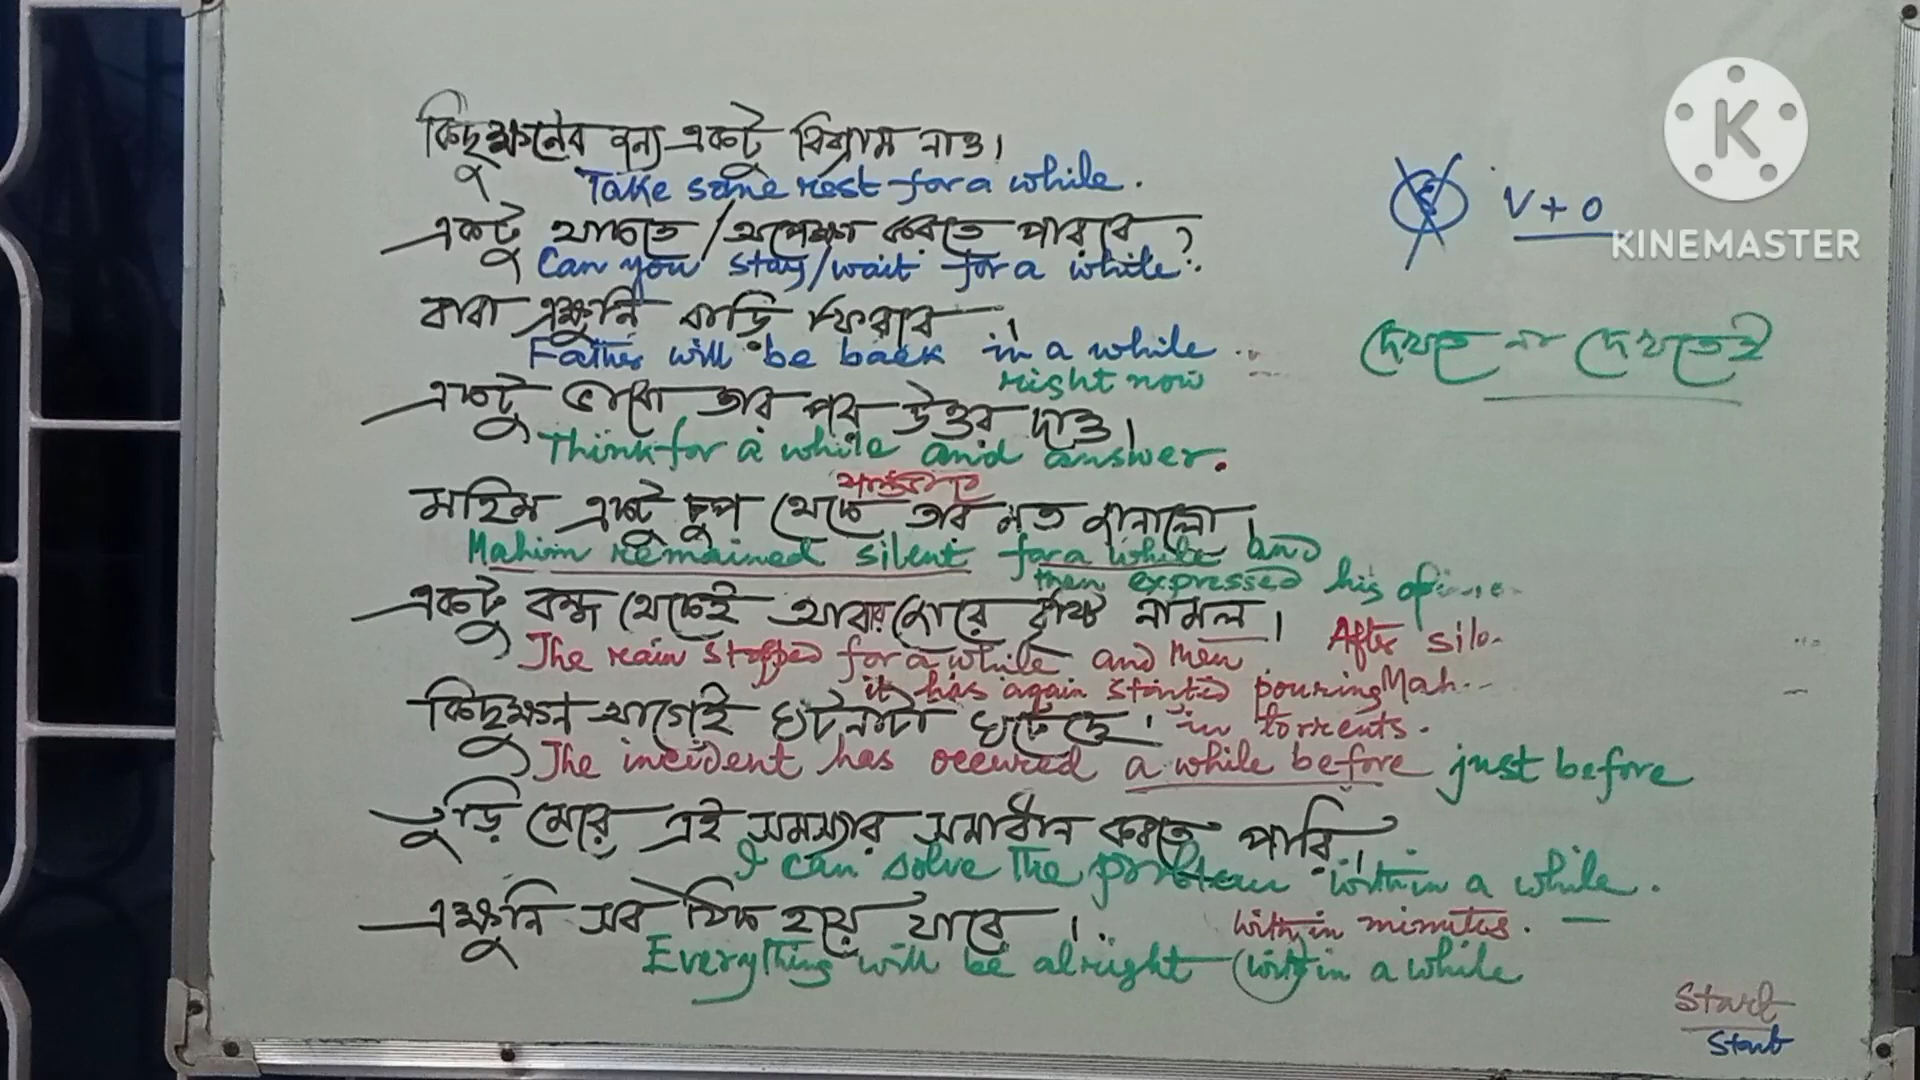 কিছুক্ষনের জন্য একটু বিশ্রাম নাও।
Take some rest for a while.
S V + O
KINEMASTER
একটু থাকতে/অপেক্ষা করতে পারবে?
Can you stay/wait for a while.
বাবা এক্ষুনি বাড়ি ফিরবে।
Father will be back in a while
right now
দেখতে না দেখতেই
একটু ভাবো তার পর উত্তর দাও।
Think for a while and answer.
মহিম একটু চুপ থেকে তার মত জানালো।
Mahim remained silent for a while and
then expressed his
একটু বন্ধ থেকেই আবার জোরে বৃষ্টি নামল।
The rain stopped for a while and then
After
it has again started pouring
Mah
in torrents.
কিছুক্ষণ আগেই ঘটনাটা ঘটেছে।
The incident has occured a while before just before
তুড়ি মেরে এই সমস্যার সমাধান করতে পারি।
I can solve the problem within a while.
within minutes.
এক্ষুনি সব ঠিক হয়ে যাবে।
Everything will be alright (with)in a while
Start
Start